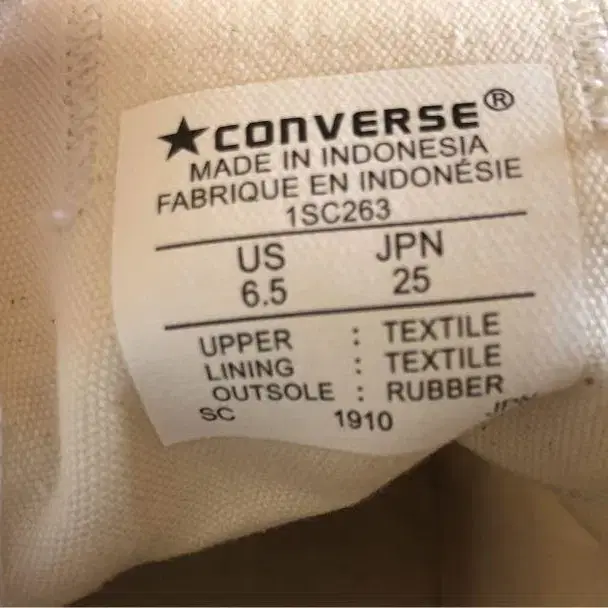 ★CONVERSE®
MADE IN INDONESIA
FABRIQUE EN INDONÉSIE
1SC263
US JPN
6.5 25
UPPER : TEXTILE
LINING : TEXTILE
OUTSOLE : RUBBER
SC 1910 JPN